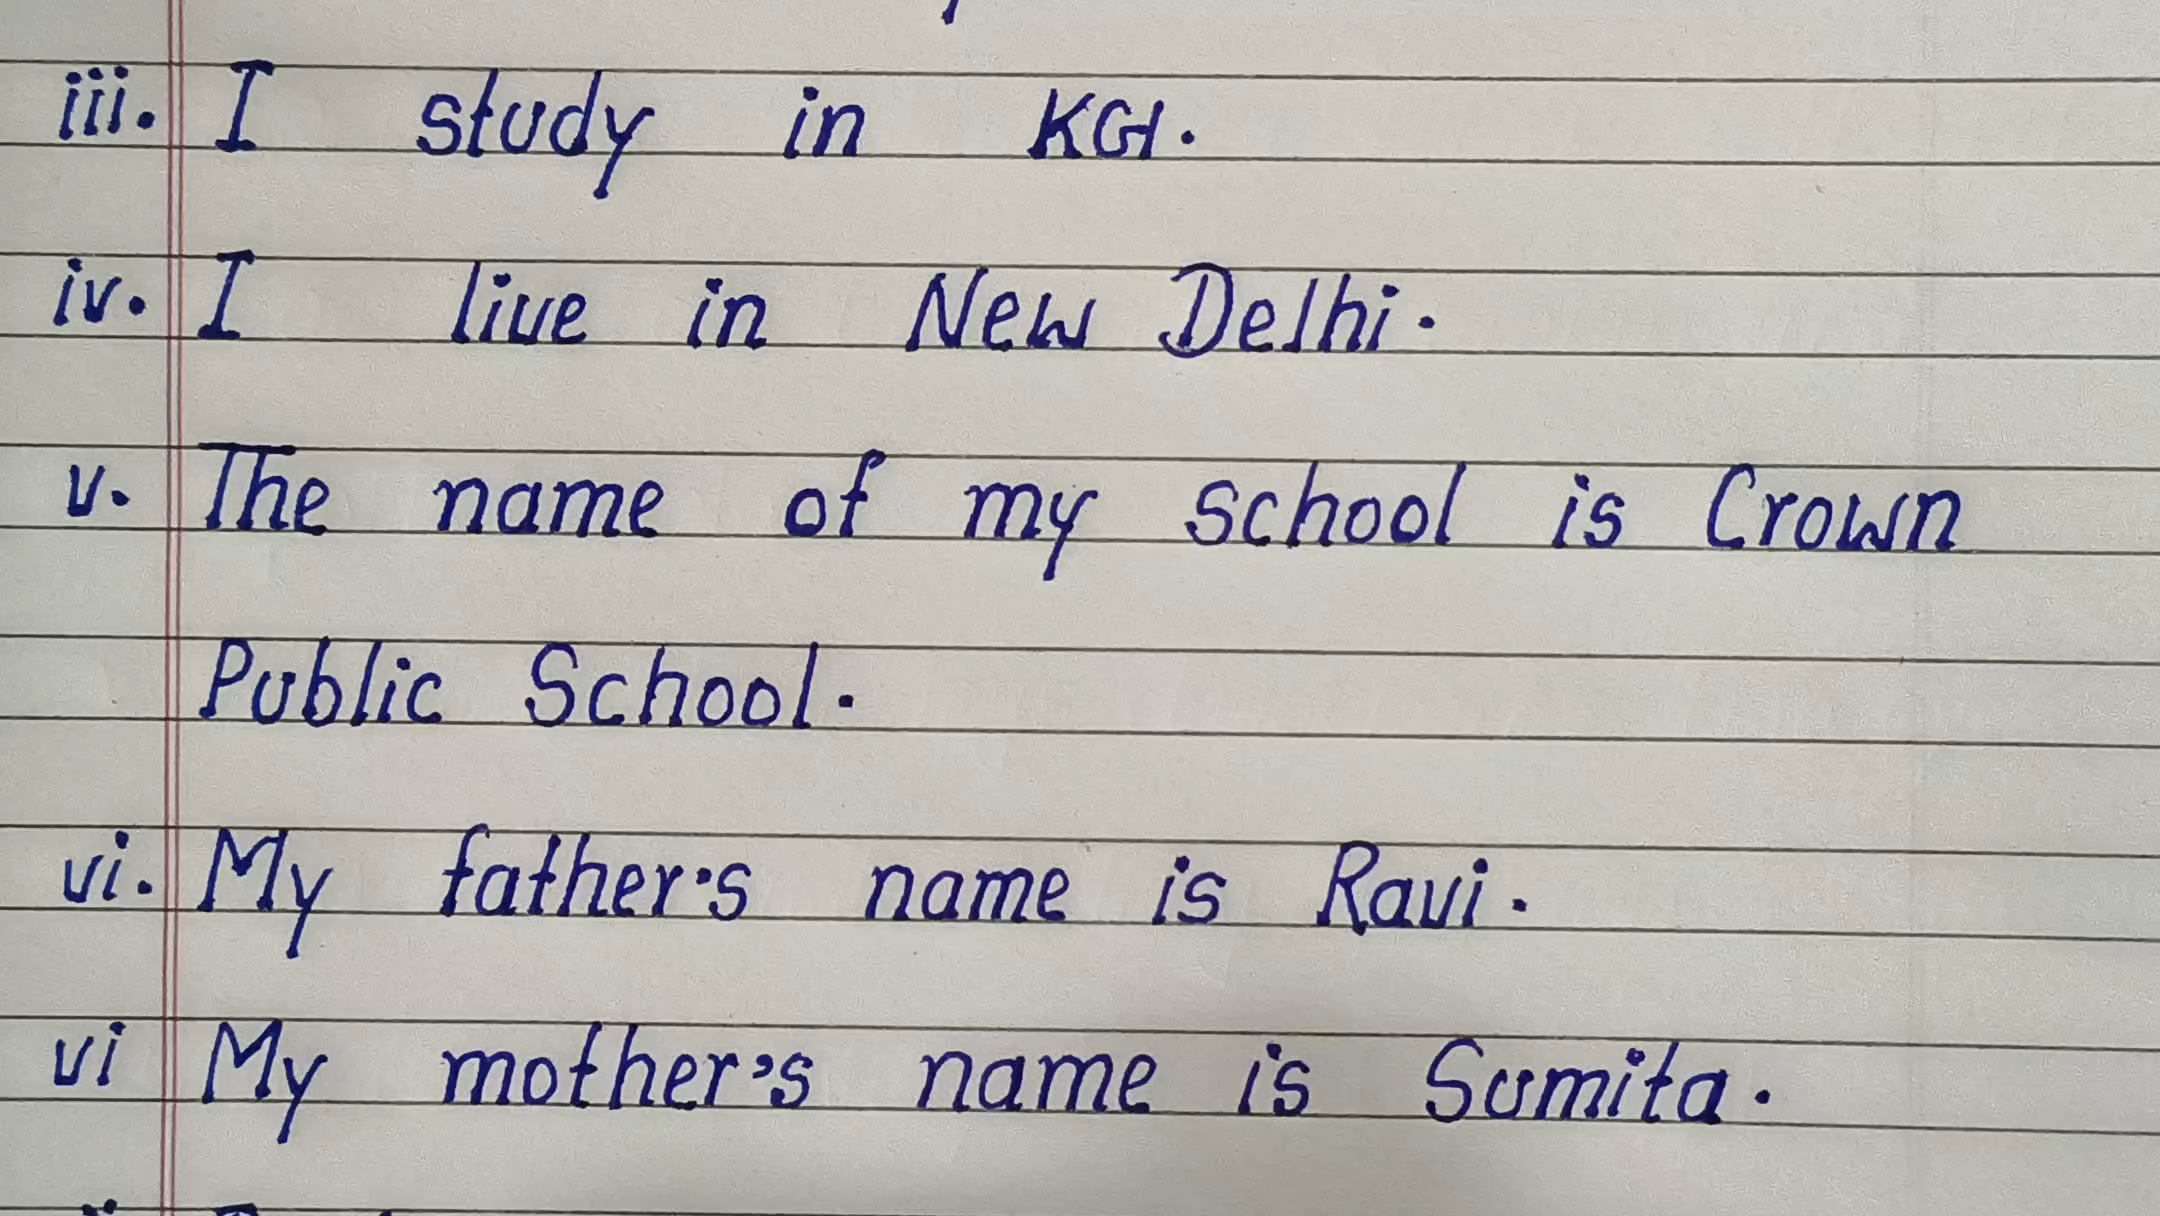 iii. I study in KG.
iv. I live in New Delhi.
v. The name of my school is Crown
Public School.
vi. My father's name is Ravi.
vi My mother's name is Sumita.